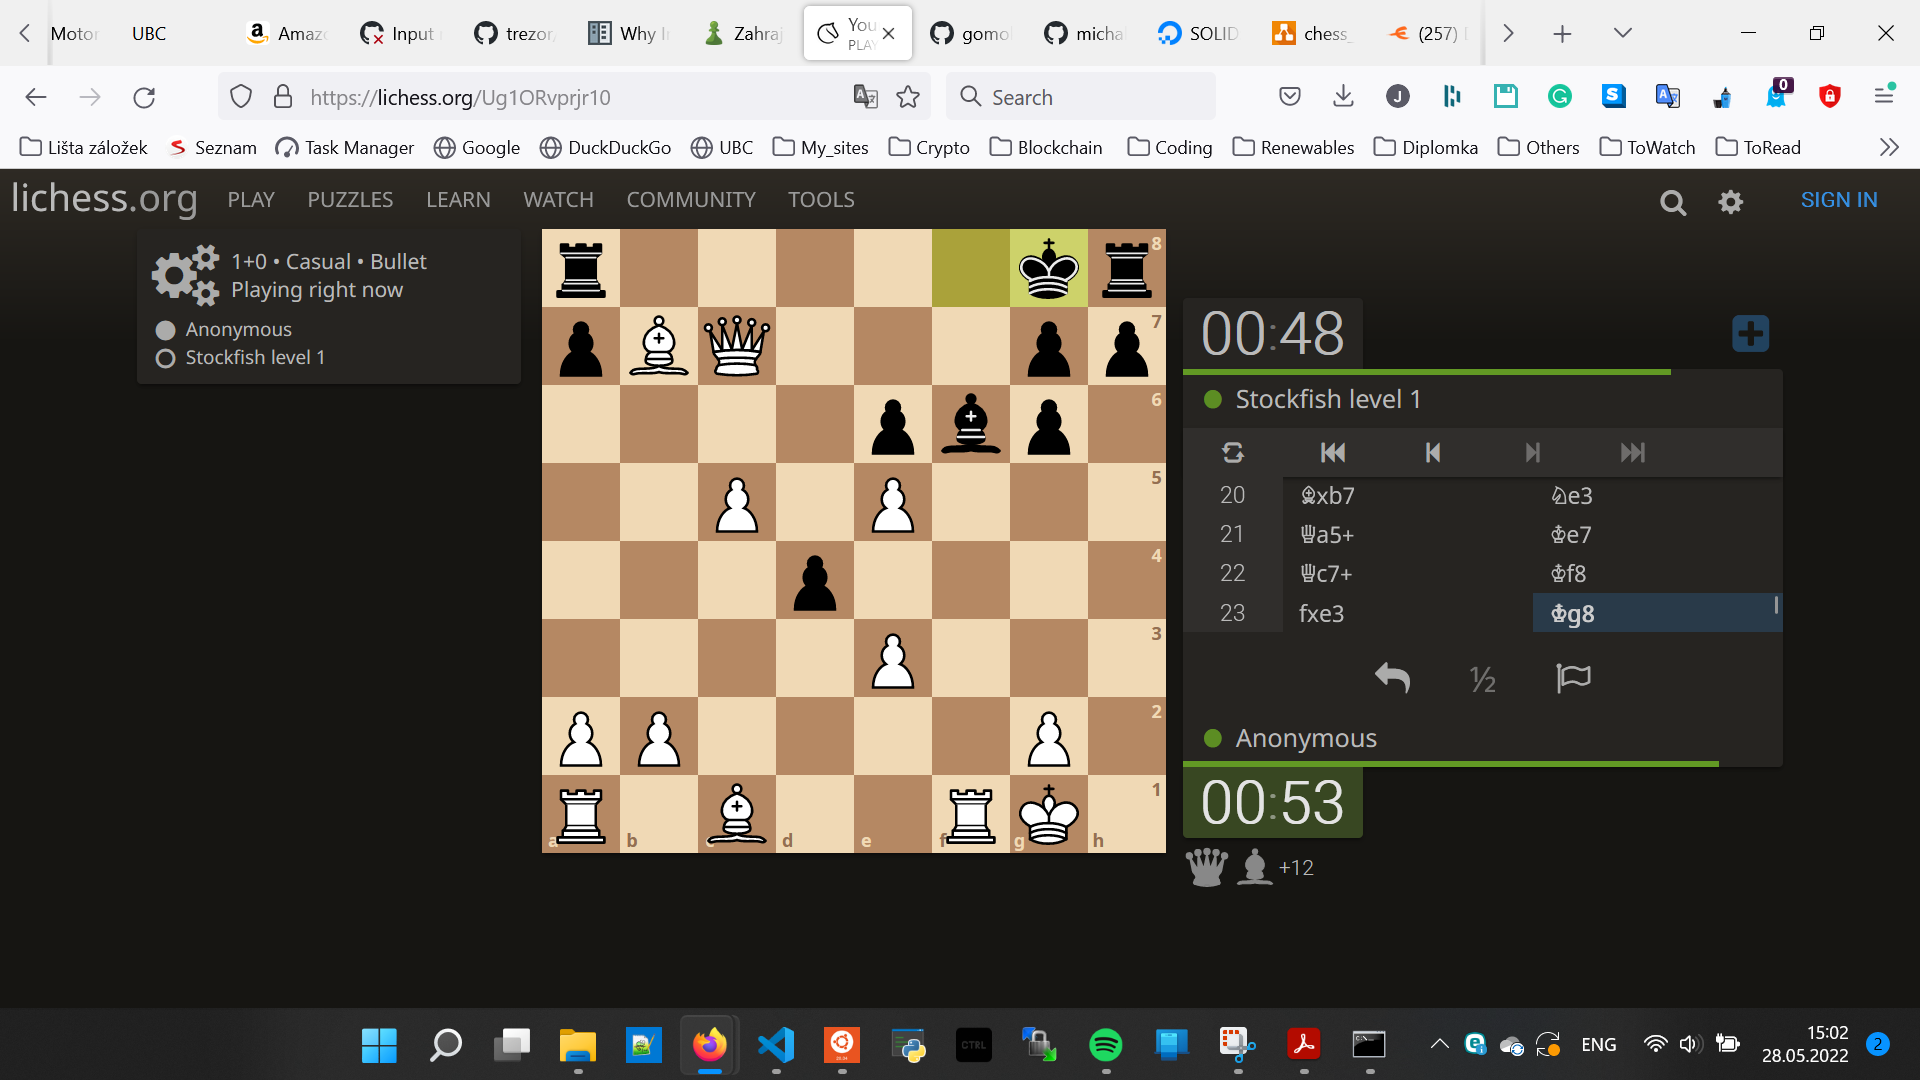 Motor
UBC
Amaz
Input
trezor
Why I
Zahraj
You
PLAY
gomo
micha
SOLID
chess_
(257)
https://lichess.org/Ug1ORvprjr10
Search
0
Lišta záložek
Seznam
Task Manager
Google
DuckDuckGo
UBC
My_sites
Crypto
Blockchain
Coding
Renewables
Diplomka
Others
ToWatch
ToRead
lichess.org
PLAY
PUZZLES
LEARN
WATCH
COMMUNITY
TOOLS
SIGN IN
1+0 • Casual • Bullet
Playing right now
Anonymous
Stockfish level 1
8
7
6
5
4
3
2
1
a
b
c
d
e
f
g
h
00:48
Stockfish level 1
20 ♗xb7 ♘e3
21 ♕a5+ ♔e7
22 ♕c7+ ♔f8
23 fxe3 ♔g8
½
Anonymous
00:53
+12
CTRL
ENG
15:02
28.05.2022
2